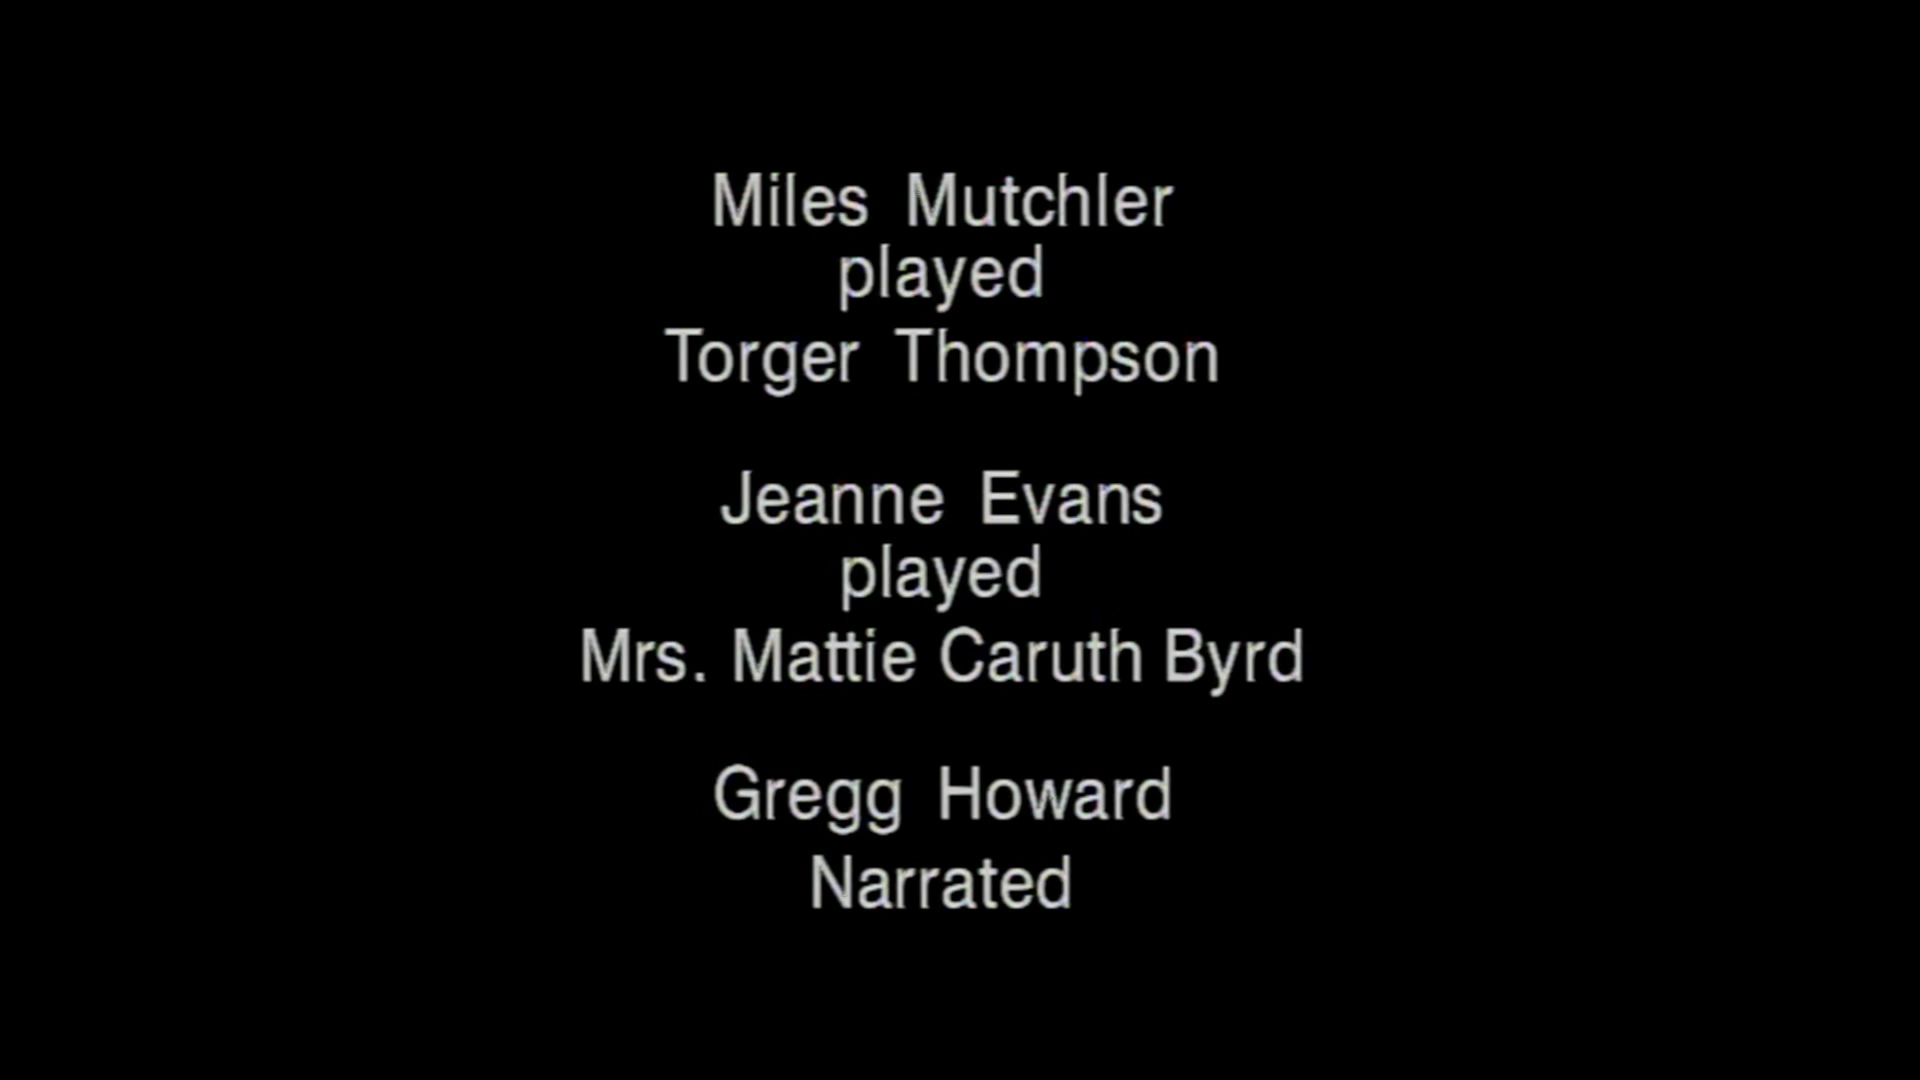 Miles Mutchler
played
Torger Thompson
Jeanne Evans
played
Mrs. Mattie Caruth Byrd
Gregg Howard
Narrated